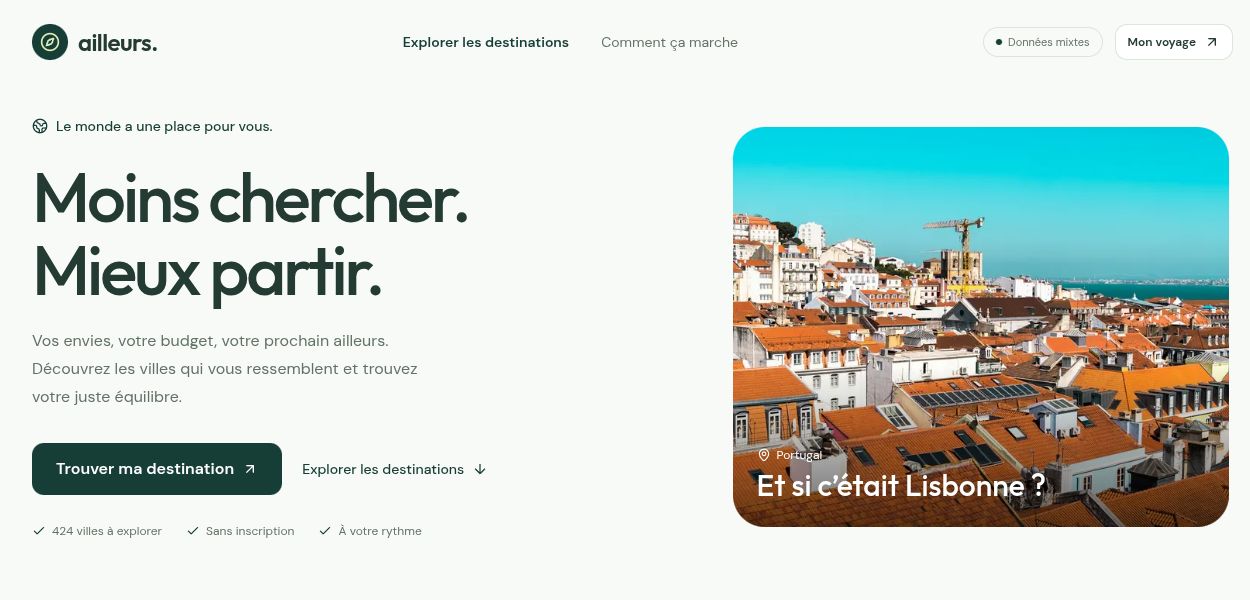 ailleurs.
Explorer les destinations
Comment ça marche
Données mixtes
Mon voyage
Le monde a une place pour vous.
Moins chercher.
Mieux partir.
Vos envies, votre budget, votre prochain ailleurs.
Découvrez les villes qui vous ressemblent et trouvez
votre juste équilibre.
Trouver ma destination
Explorer les destinations
424 villes à explorer
Sans inscription
À votre rythme
Portugal
Et si c’était Lisbonne ?